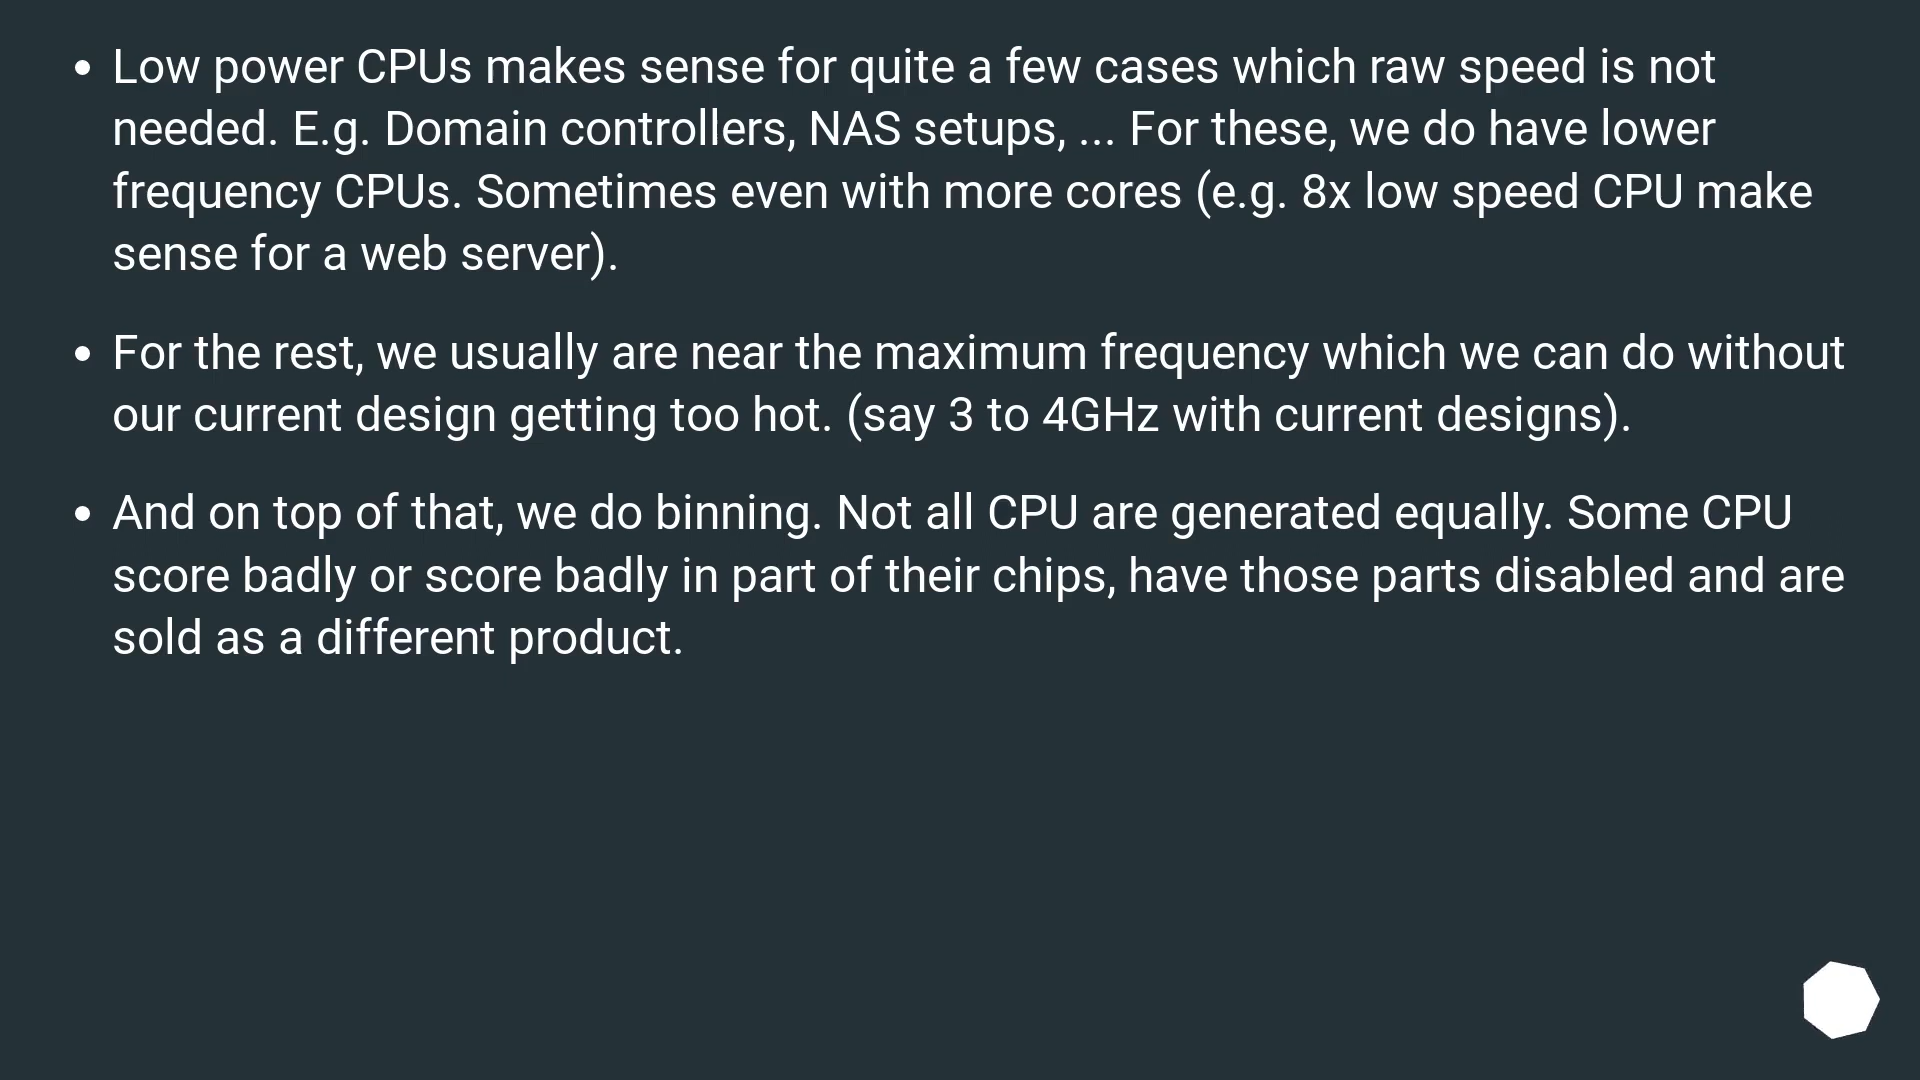 • Low power CPUs makes sense for quite a few cases which raw speed is not
needed. E.g. Domain controllers, NAS setups, ... For these, we do have lower
frequency CPUs. Sometimes even with more cores (e.g. 8x low speed CPU make
sense for a web server).
• For the rest, we usually are near the maximum frequency which we can do without
our current design getting too hot. (say 3 to 4GHz with current designs).
• And on top of that, we do binning. Not all CPU are generated equally. Some CPU
score badly or score badly in part of their chips, have those parts disabled and are
sold as a different product.